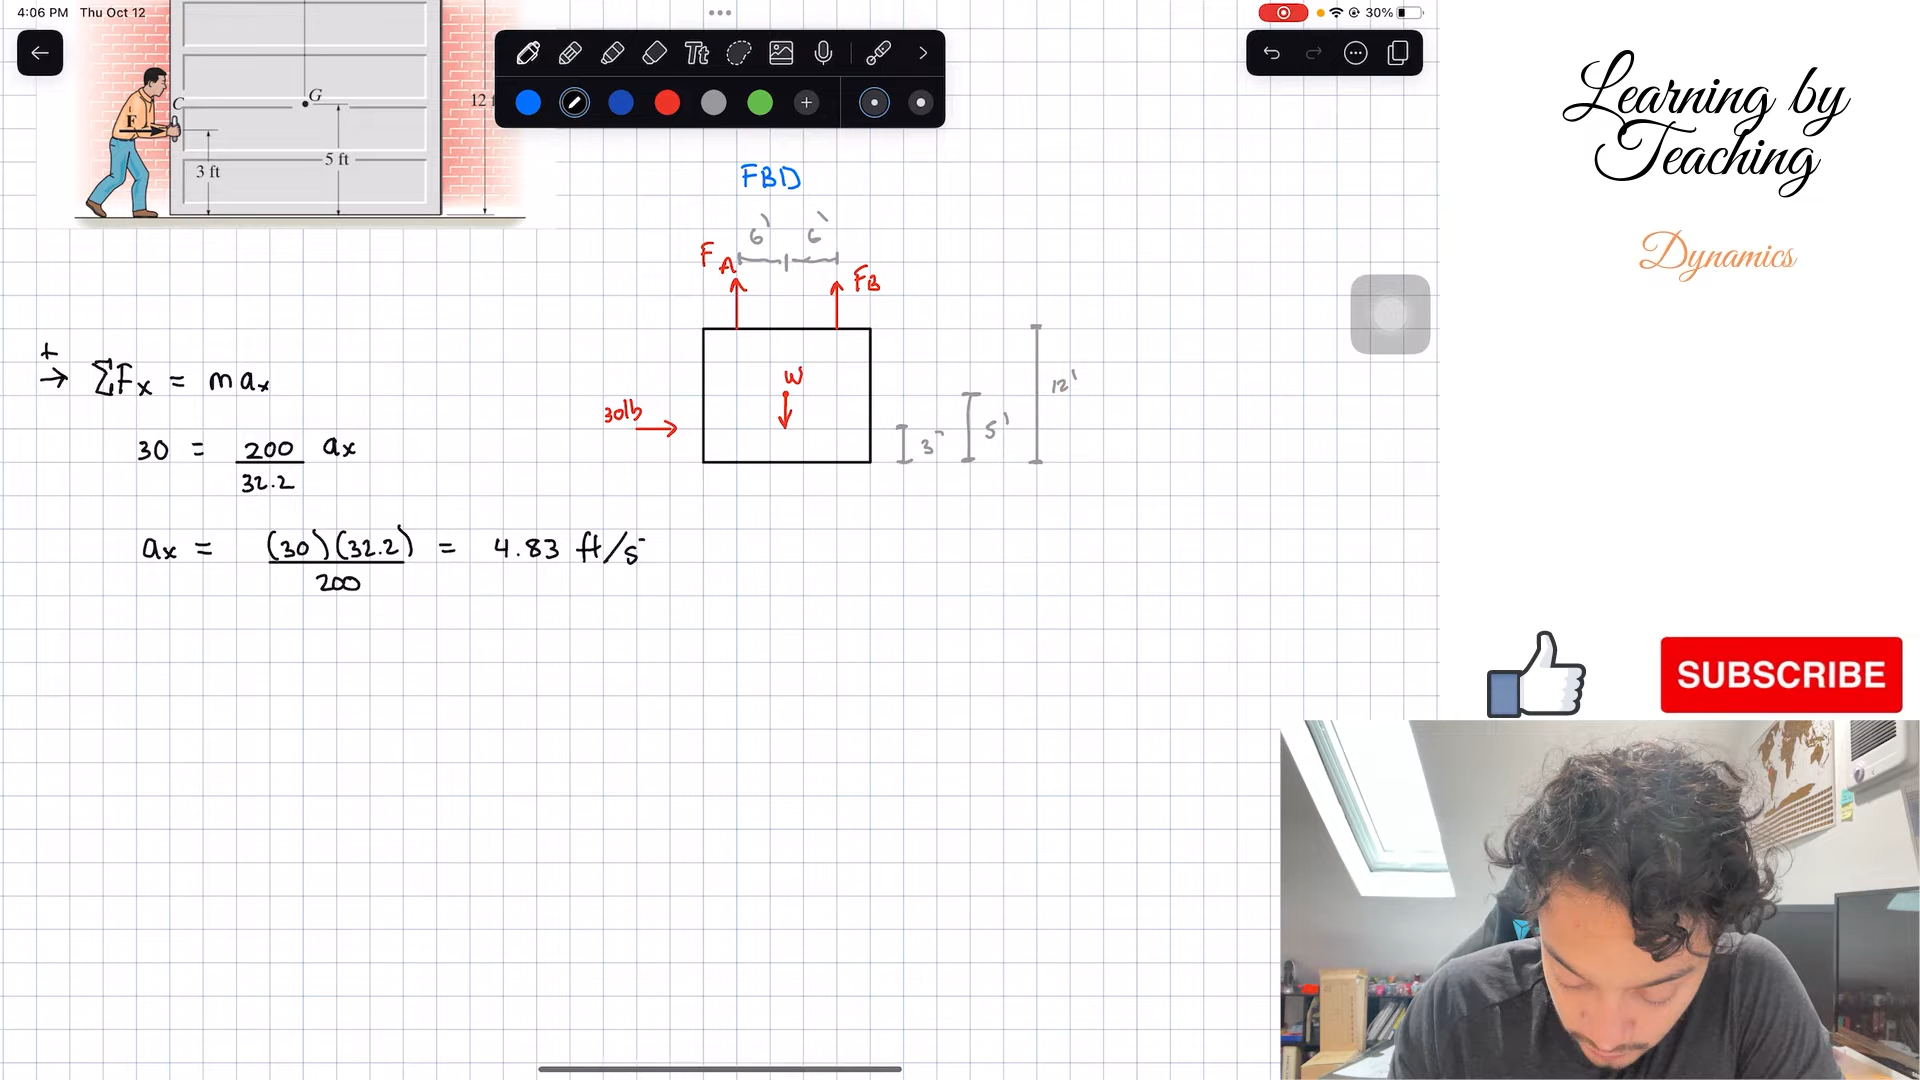 4:06 PM Thu Oct 12
30%
Tt
Learning by
Teaching
Dynamics
C
G
F
12 f
3 ft
5 ft
FBD
6' 6'
FA
FB
W
30lb
3'
5'
12'
+
→ ΣFx = max
30 = 200/32.2 ax
ax = (30)(32.2)/200 = 4.83 ft/s
SUBSCRIBE